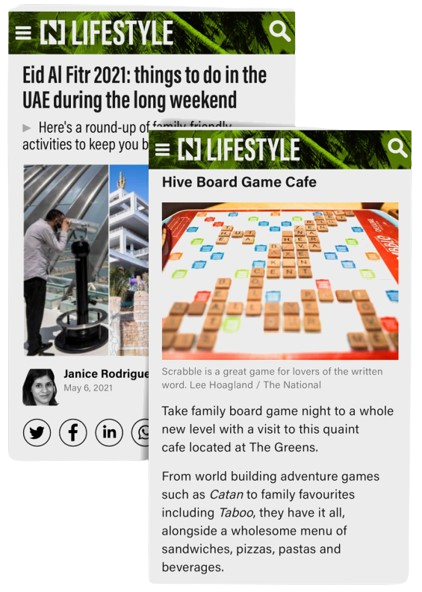 LIFESTYLE
Eid Al Fitr 2021: things to do in the
UAE during the long weekend
Here's a round-up of family-friendly
activities to keep you b
Janice Rodrigue
May 6, 2021
LIFESTYLE
Hive Board Game Cafe
Scrabble is a great game for lovers of the written
word. Lee Hoagland / The National
Take family board game night to a whole
new level with a visit to this quaint
cafe located at The Greens.
From world building adventure games
such as Catan to family favourites
including Taboo, they have it all,
alongside a wholesome menu of
sandwiches, pizzas, pastas and
beverages.